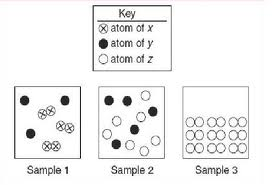 Key
atom of x
atom of y
atom of z
Sample 1
Sample 2
Sample 3